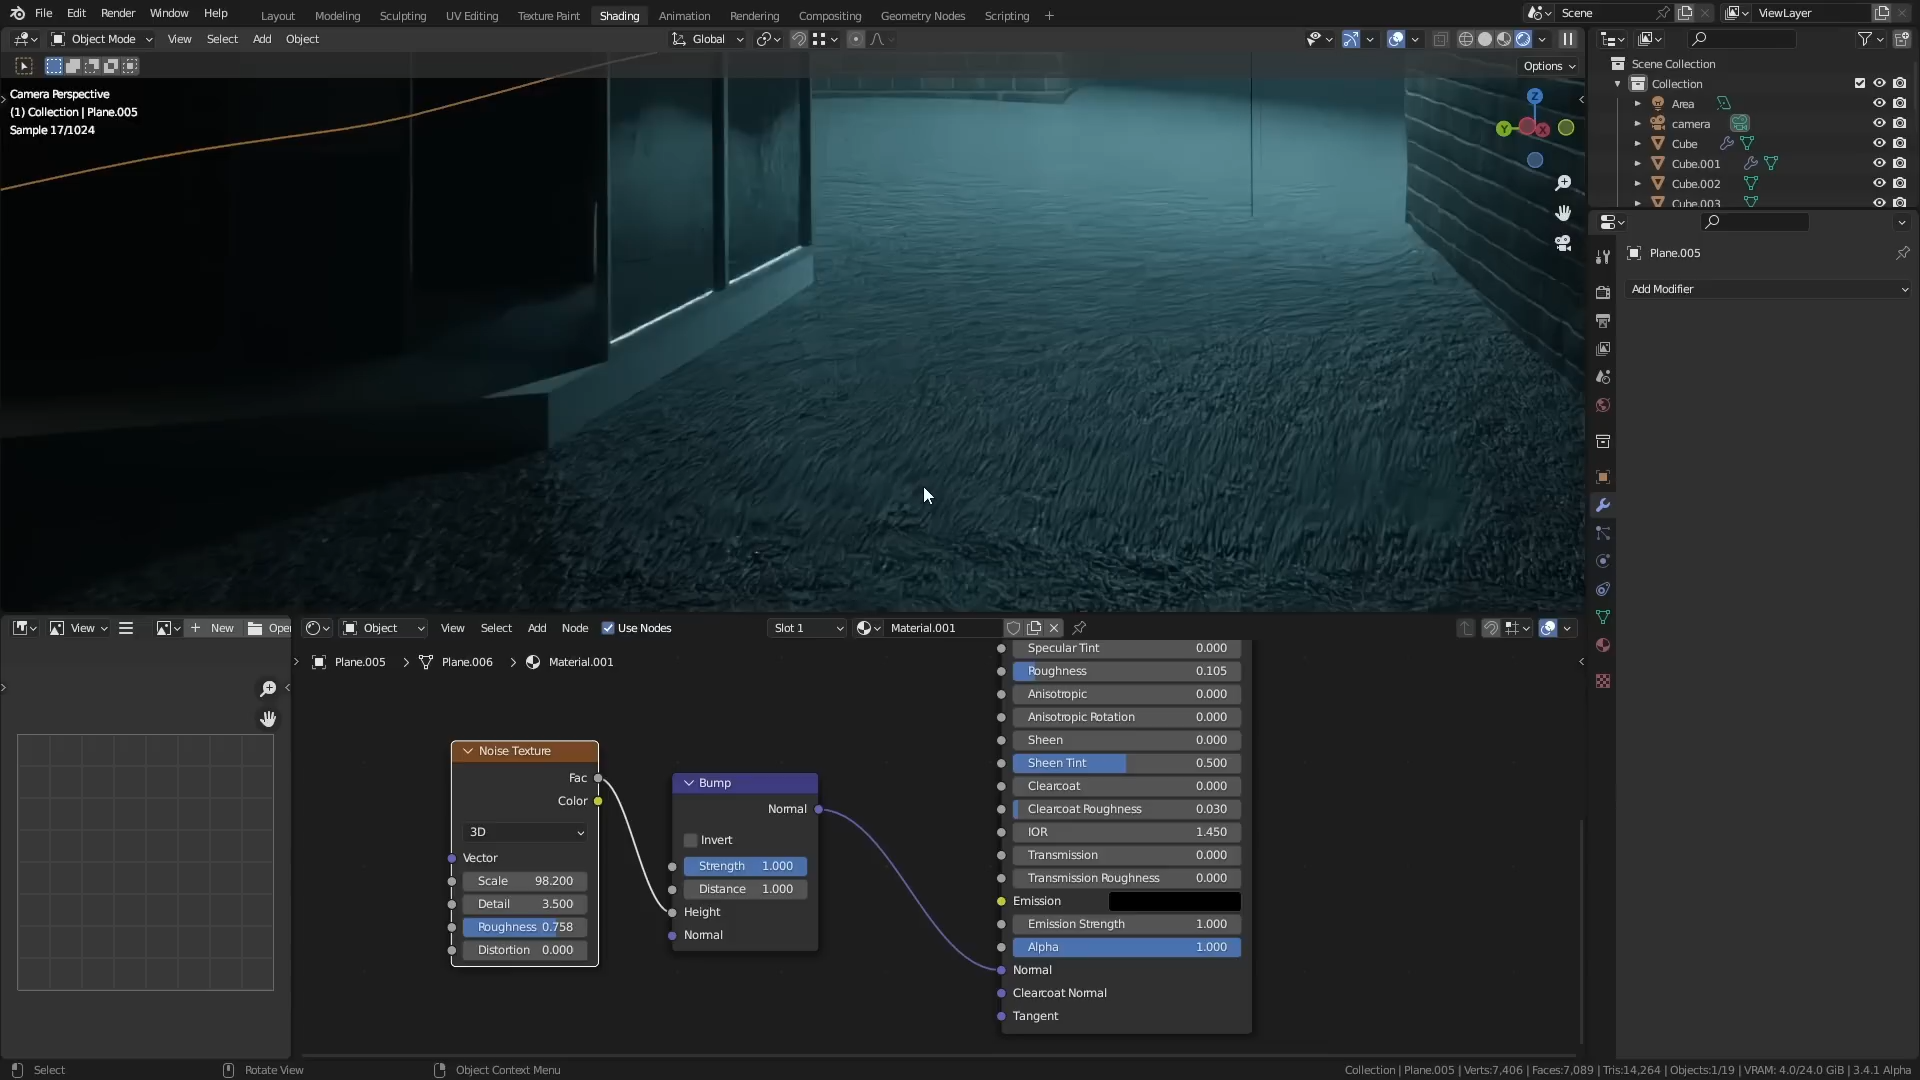 File Edit Render Window Help Layout Modeling Sculpting UV Editing Texture Paint Shading Animation Rendering Compositing Geometry Nodes Scripting + Scene ViewLayer
Object Mode View Select Add Object Global
Options
Camera Perspective
(1) Collection | Plane.005
Sample 17/1024
Z
Y
X
Scene Collection
Collection
Area
camera
Cube
Cube.001
Cube.002
Cube.003
Plane.005
Add Modifier
View New Open
Object View Select Add Node Use Nodes Slot 1 Material.001
Plane.005 > Plane.006 > Material.001
Noise Texture
Fac
Color
3D
Vector
Scale 98.200
Detail 3.500
Roughness 0.758
Distortion 0.000
Bump
Normal
Invert
Strength 1.000
Distance 1.000
Height
Normal
Specular Tint 0.000
Roughness 0.105
Anisotropic 0.000
Anisotropic Rotation 0.000
Sheen 0.000
Sheen Tint 0.500
Clearcoat 0.000
Clearcoat Roughness 0.030
IOR 1.450
Transmission 0.000
Transmission Roughness 0.000
Emission
Emission Strength 1.000
Alpha 1.000
Normal
Clearcoat Normal
Tangent
Select Rotate View Object Context Menu Collection | Plane.005 | Verts:7,406 | Faces:7,089 | Tris:14,264 | Objects:1/19 | VRAM: 4.0/24.0 GiB | 3.4.1 Alpha